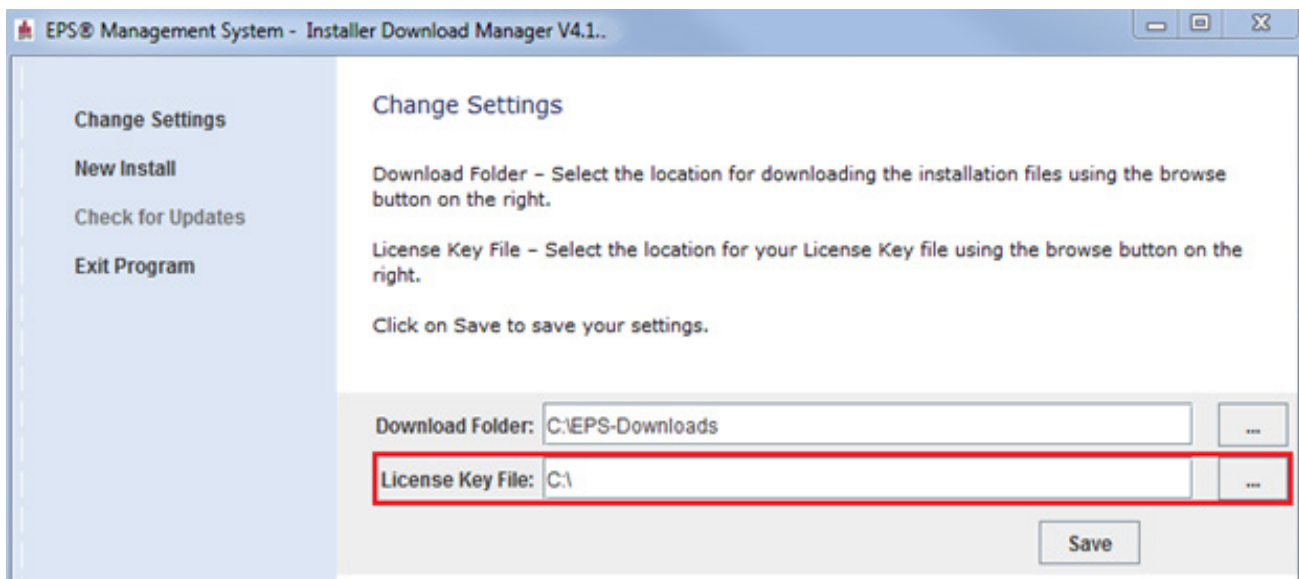 EPS® Management System - Installer Download Manager V4.1..
Change Settings
New Install
Check for Updates
Exit Program
Change Settings
Download Folder – Select the location for downloading the installation files using the browse
button on the right.
License Key File – Select the location for your License Key file using the browse button on the
right.
Click on Save to save your settings.
Download Folder: C:\EPS-Downloads ...
License Key File: C:\ ...
Save